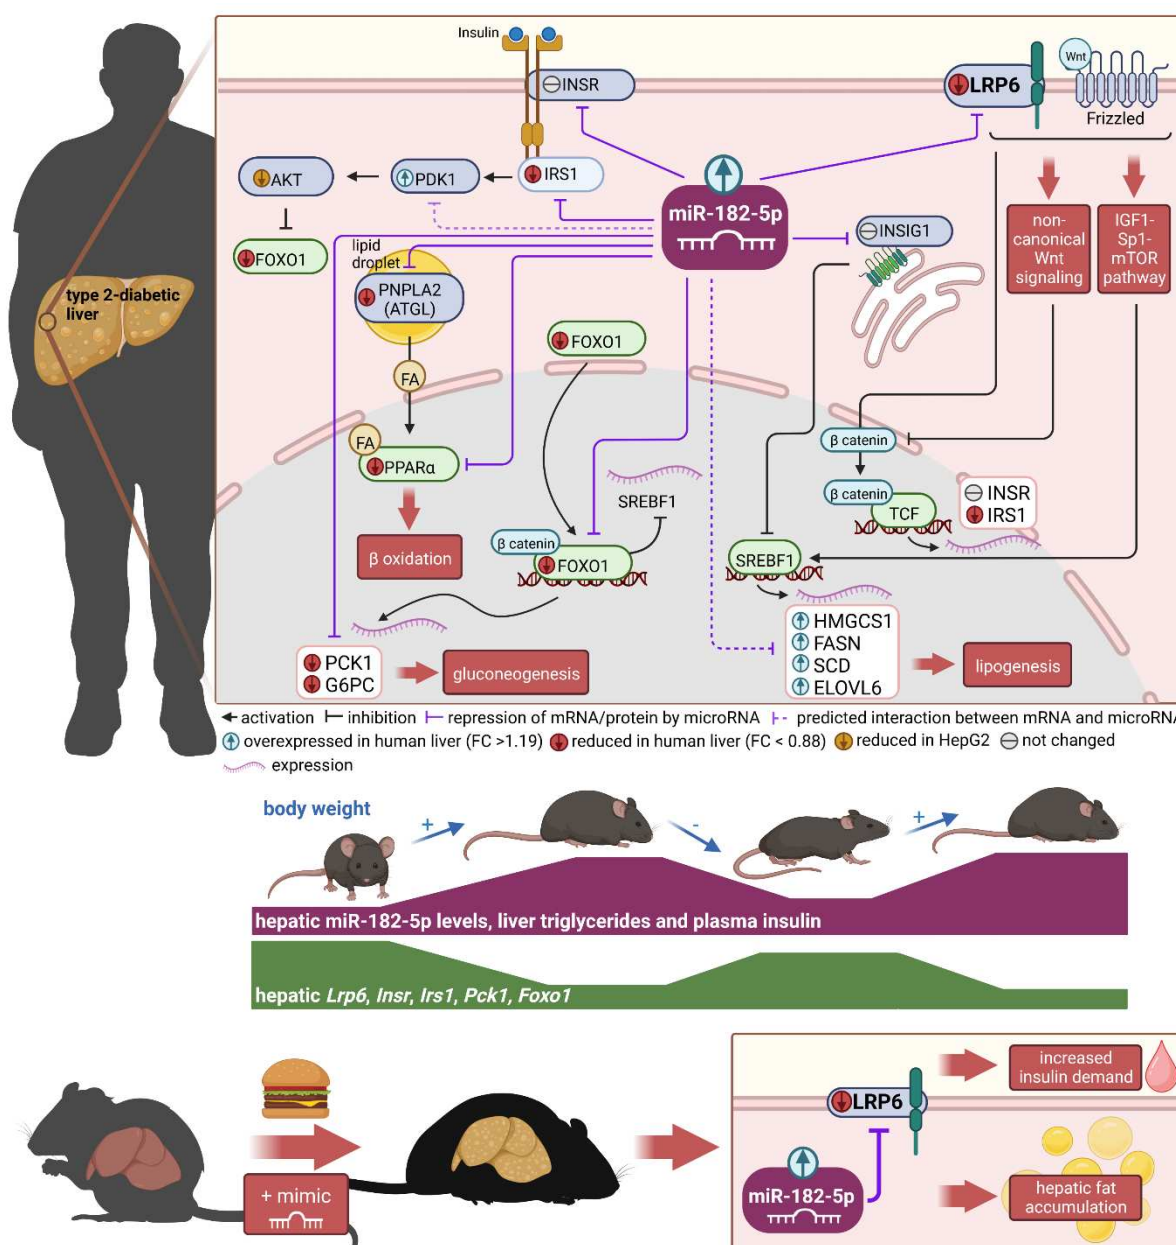 Insulin
INSR
LRP6
Wnt
Frizzled
AKT
PDK1
IRS1
miR-182-5p
INSIG1
non-
canonical
Wnt
signaling
IGF1-
Sp1-
mTOR
pathway
FOXO1
lipid
droplet
PNPLA2
(ATGL)
type 2-diabetic
liver
FOXO1
FA
FA
PPARα
β catenin
β catenin
TCF
INSR
IRS1
SREBF1
β oxidation
β catenin
FOXO1
SREBF1
HMGCS1
FASN
SCD
ELOVL6
lipogenesis
PCK1
G6PC
gluconeogenesis
activation inhibition repression of mRNA/protein by microRNA predicted interaction between mRNA and microRNA
overexpressed in human liver (FC >1.19) reduced in human liver (FC < 0.88) reduced in HepG2 not changed
expression
body weight
+
-
+
hepatic miR-182-5p levels, liver triglycerides and plasma insulin
hepatic Lrp6, Insr, Irs1, Pck1, Foxo1
+ mimic
LRP6
increased
insulin demand
miR-182-5p
hepatic fat
accumulation